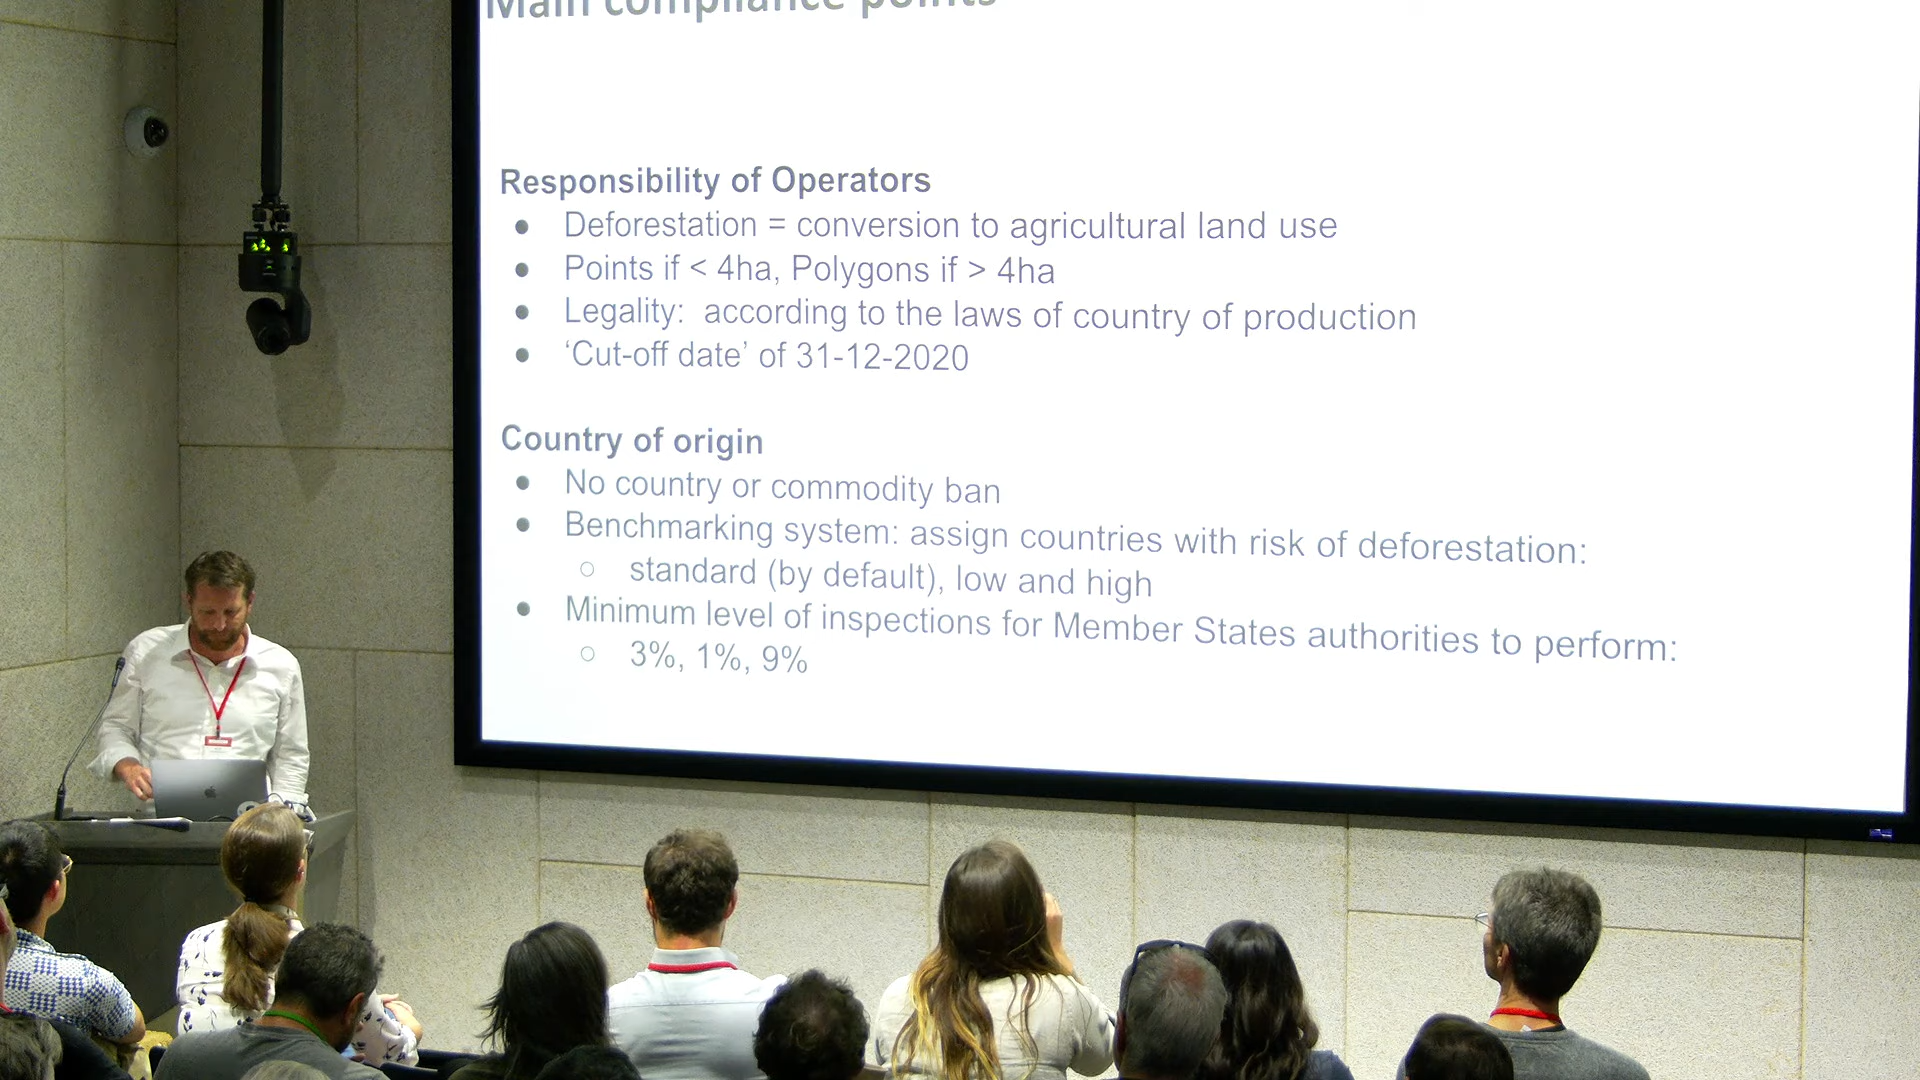 Main compliance points
Responsibility of Operators
● Deforestation = conversion to agricultural land use
● Points if < 4ha, Polygons if > 4ha
● Legality: according to the laws of country of production
● ‘Cut-off date’ of 31-12-2020
Country of origin
● No country or commodity ban
● Benchmarking system: assign countries with risk of deforestation:
○ standard (by default), low and high
● Minimum level of inspections for Member States authorities to perform:
○ 3%, 1%, 9%